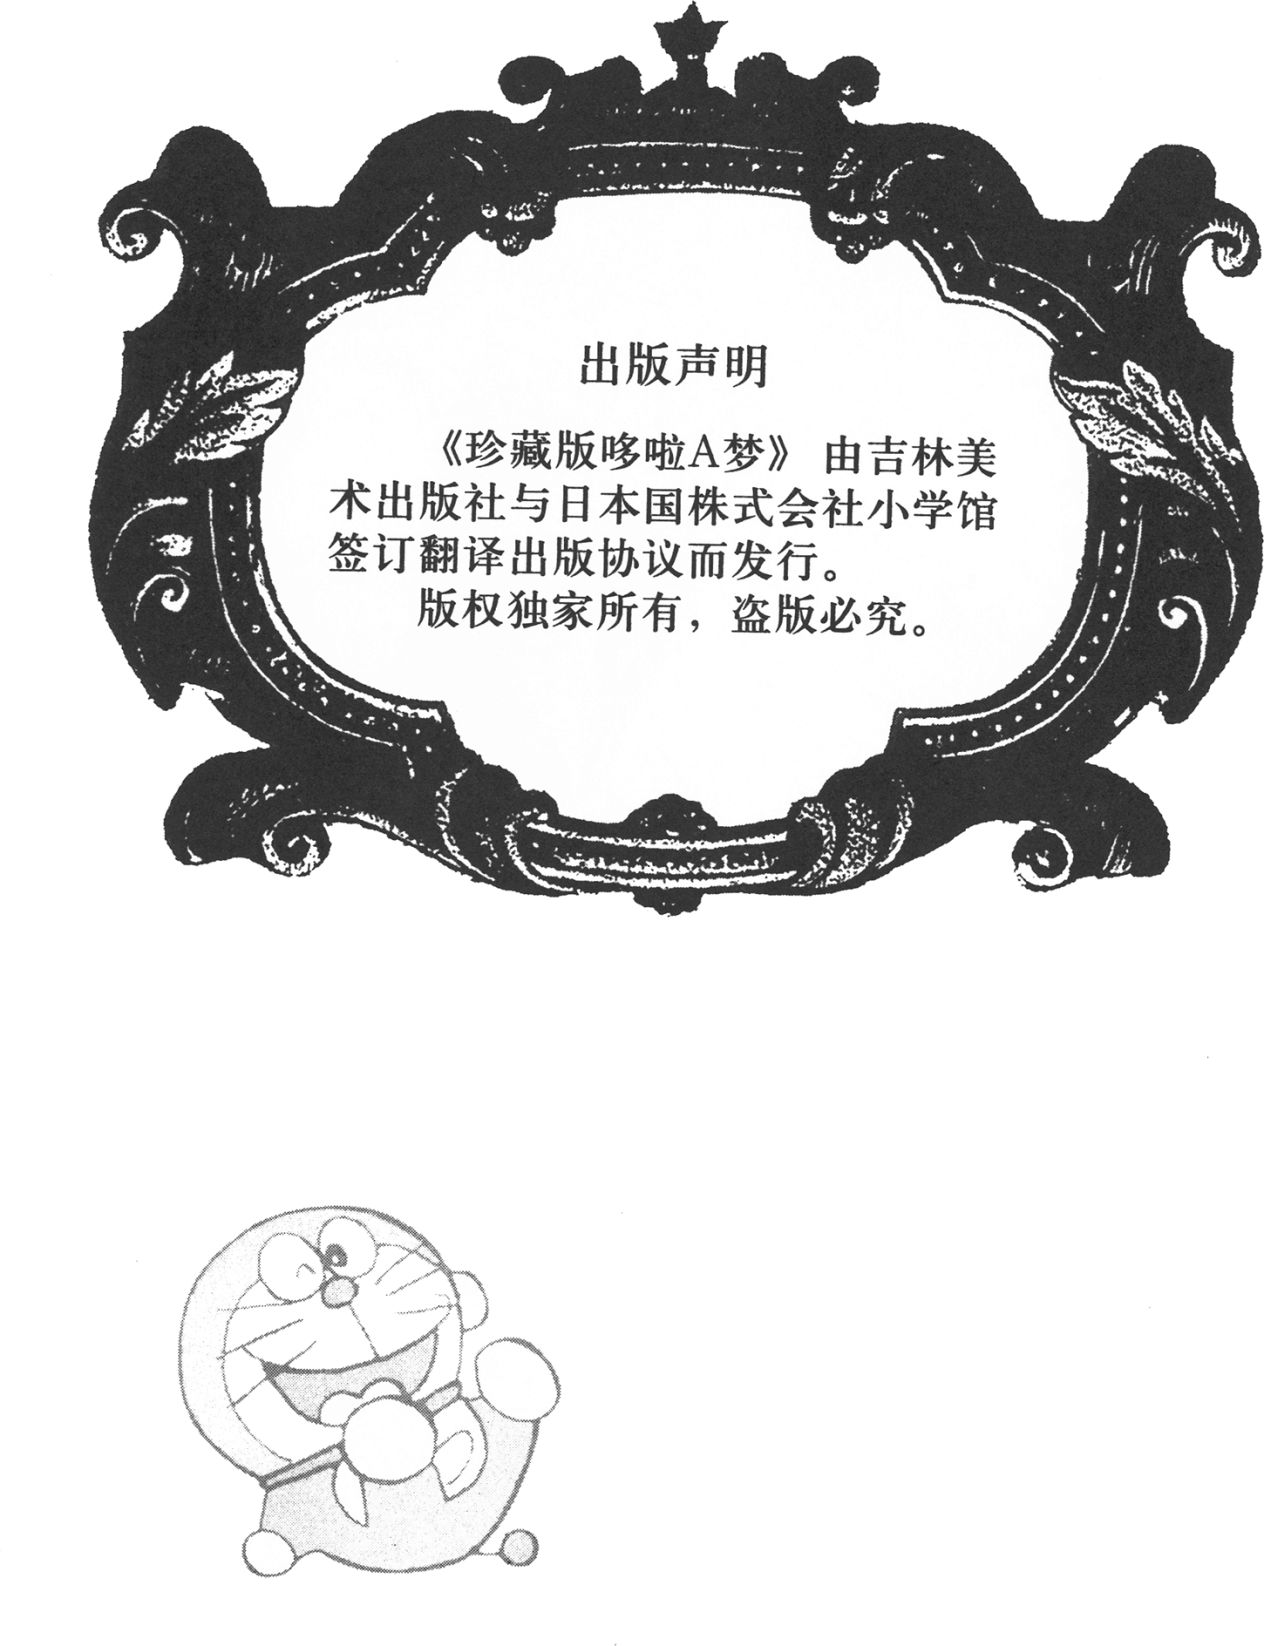 出版声明
《珍藏版哆啦A梦》 由吉林美
术出版社与日本国株式会社小学馆
签订翻译出版协议而发行。
版权独家所有，盗版必究。